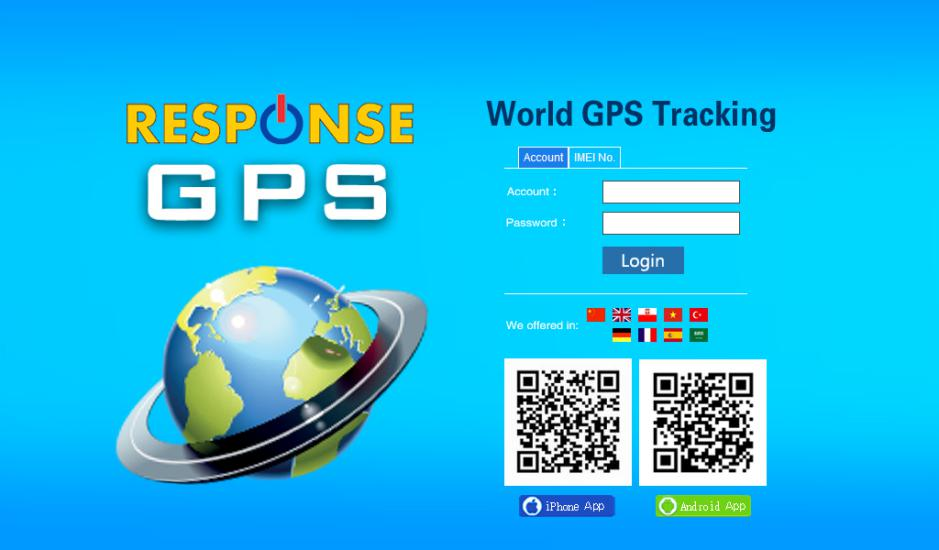 RESPONSE
GPS
World GPS Tracking
Account
IMEI No.
Account :
Password :
Login
We offered in:
iPhone App
Android App